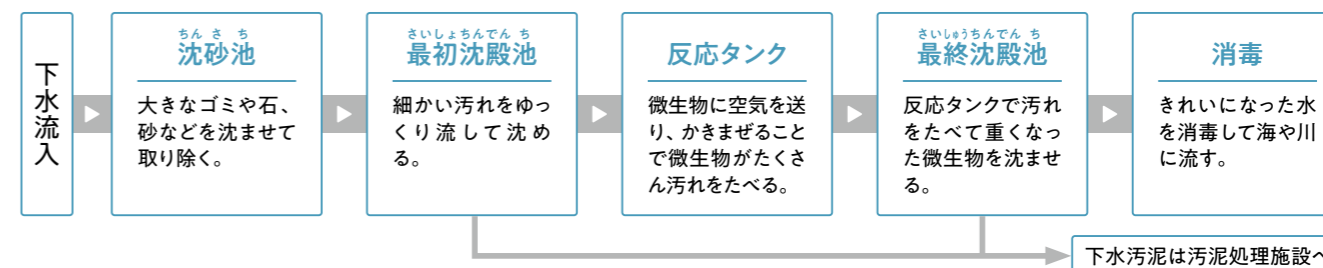 下水流入
ちんさち
沈砂池
大きなゴミや石、
砂などを沈ませて
取り除く。
さいしょちんでんち
最初沈殿池
細かい汚れをゆっ
くり流して沈め
る。
反応タンク
微生物に空気を送
り、かきまぜること
で微生物がたくさ
ん汚れをたべる。
さいしゅうちんでんち
最終沈殿池
反応タンクで汚れ
をたべて重くなっ
た微生物を沈ませ
る。
消毒
きれいになった水
を消毒して海や川
に流す。
下水汚泥は汚泥処理施設へ